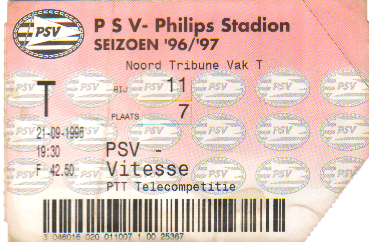 PSV
P S V- Philips Stadion
SEIZOEN '96/'97
Noord Tribune Vak T
T
RIJ 11
PLAATS 7
21-09-1996
19:30
F 42.50
PSV -
Vitesse
PTT Telecompetitie
3 046016 020 011007 1 00 25367